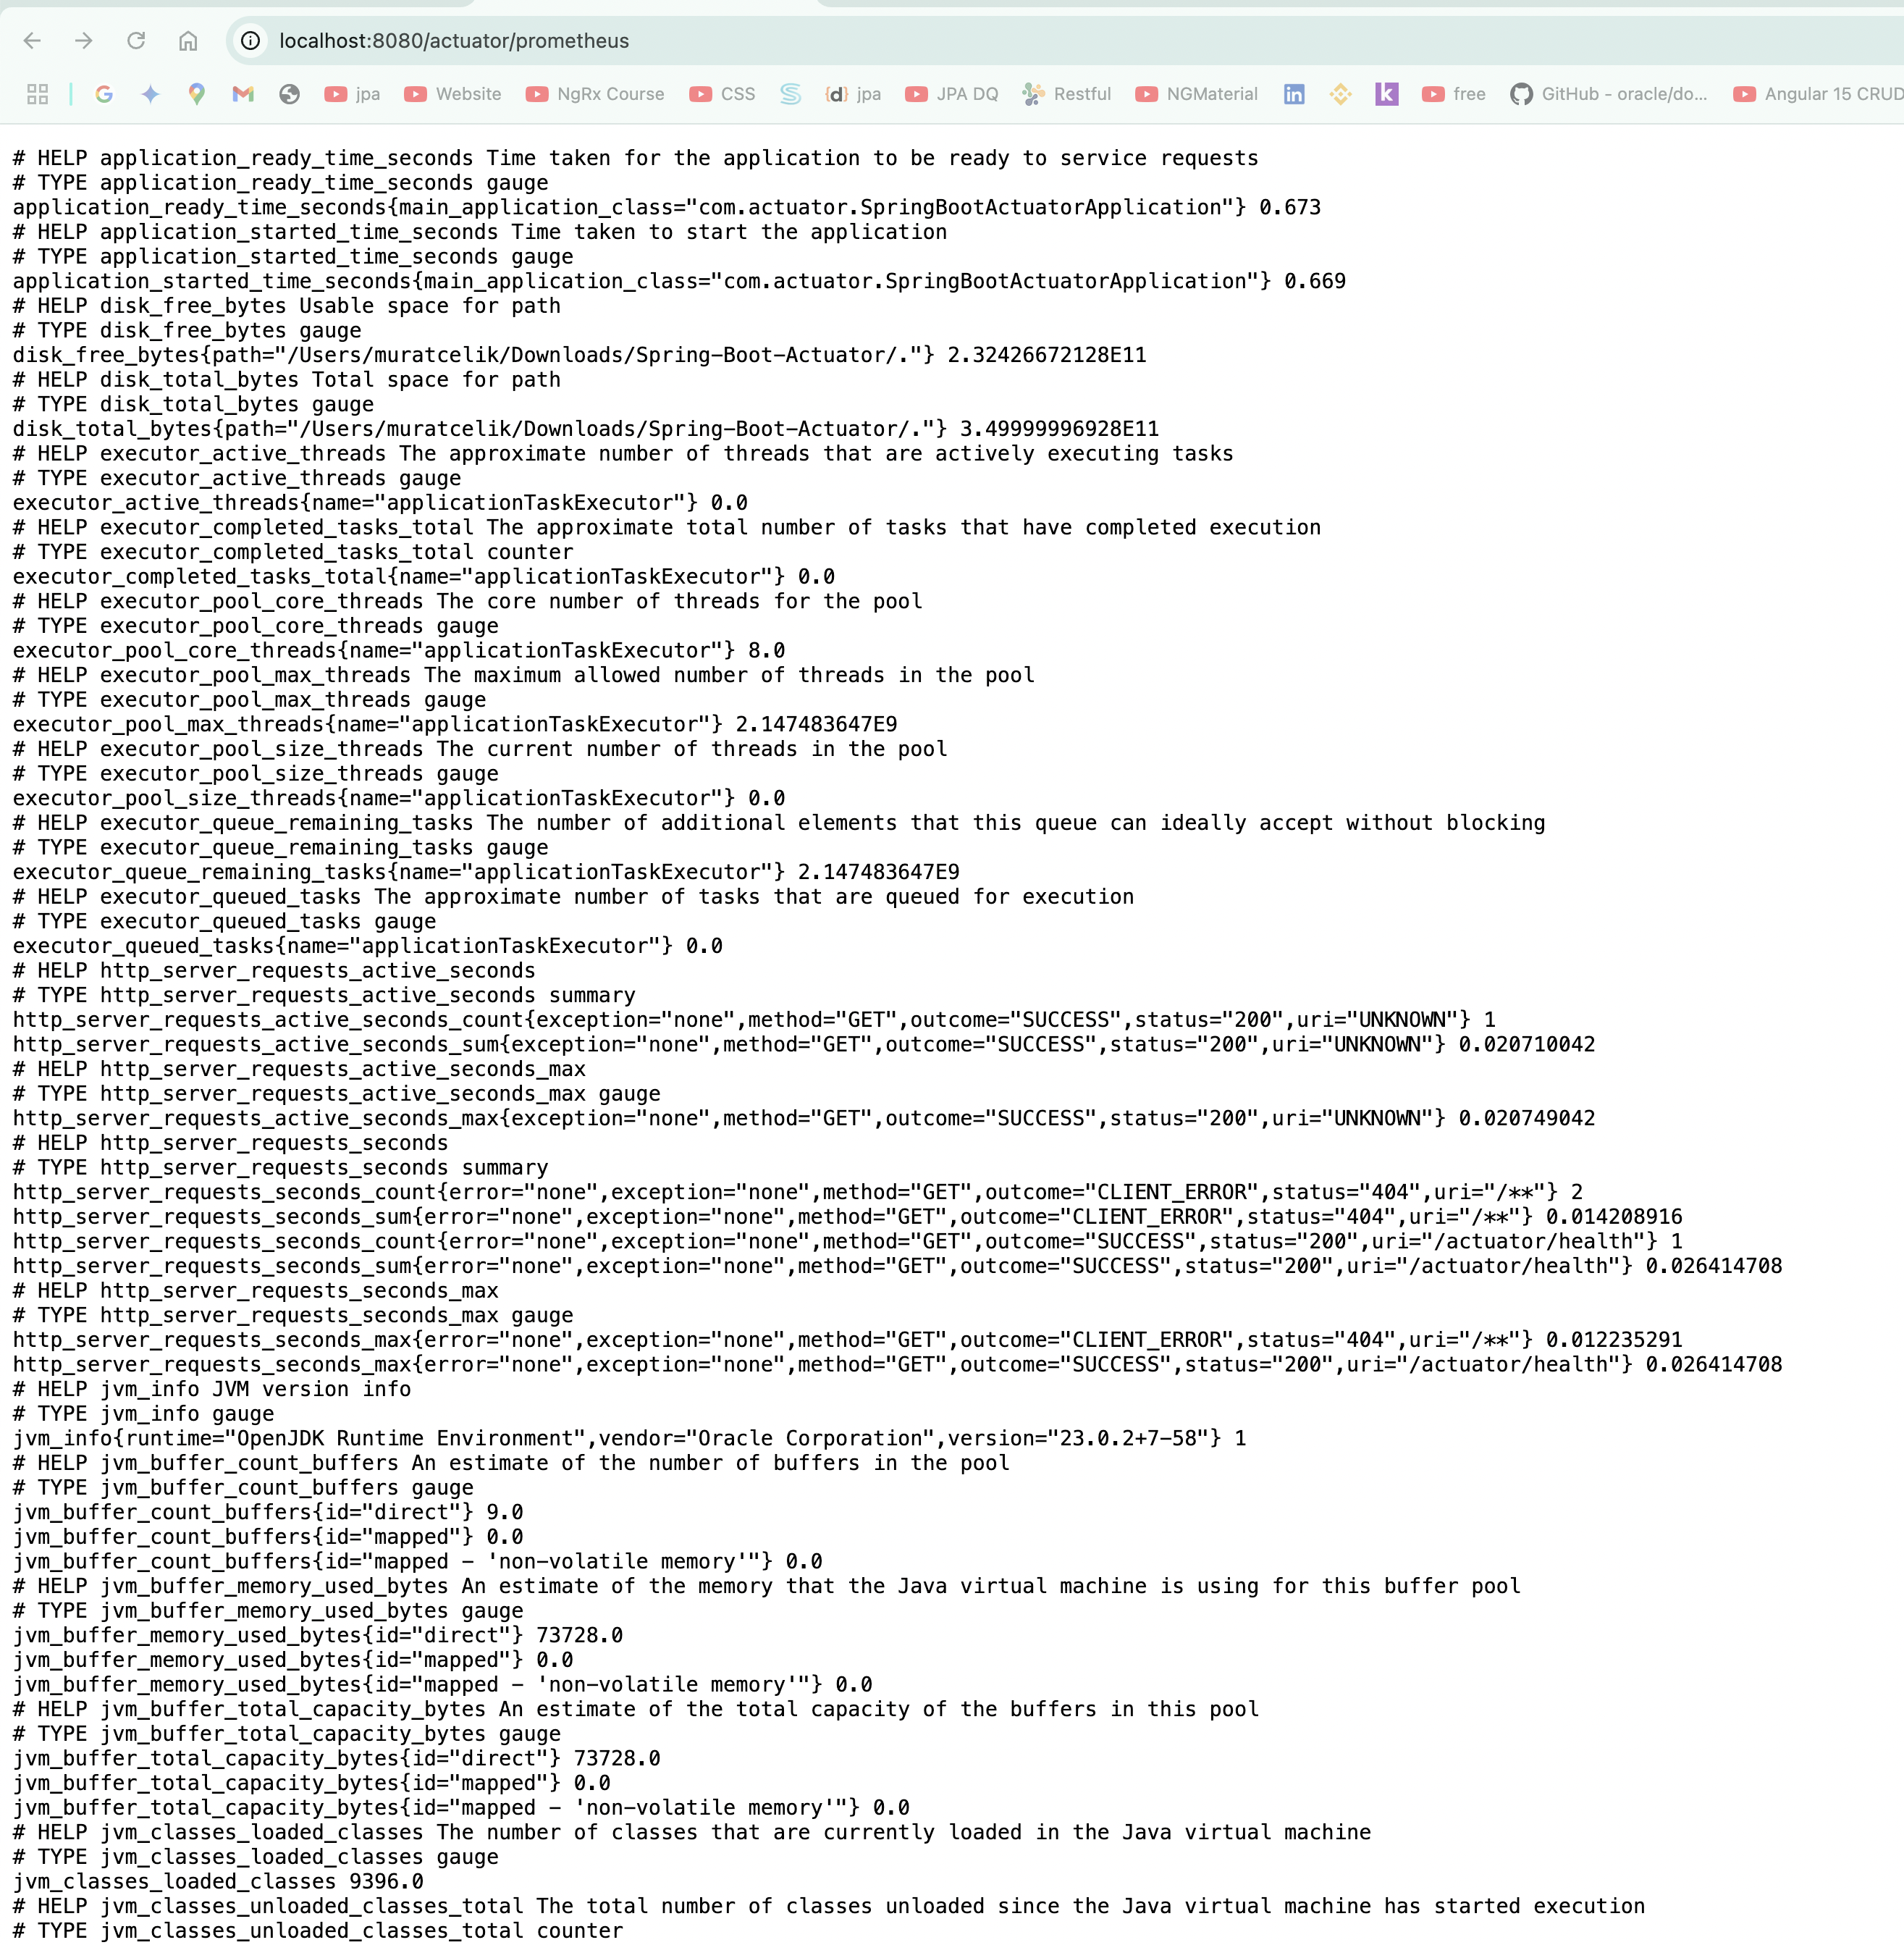 localhost:8080/actuator/prometheus
jpa Website NgRx Course CSS {d} jpa JPA DQ Restful NGMaterial in k free GitHub - oracle/do... Angular 15 CRUD
# HELP application_ready_time_seconds Time taken for the application to be ready to service requests
# TYPE application_ready_time_seconds gauge
application_ready_time_seconds{main_application_class="com.actuator.SpringBootActuatorApplication"} 0.673
# HELP application_started_time_seconds Time taken to start the application
# TYPE application_started_time_seconds gauge
application_started_time_seconds{main_application_class="com.actuator.SpringBootActuatorApplication"} 0.669
# HELP disk_free_bytes Usable space for path
# TYPE disk_free_bytes gauge
disk_free_bytes{path="/Users/muratcelik/Downloads/Spring-Boot-Actuator/."} 2.32426672128E11
# HELP disk_total_bytes Total space for path
# TYPE disk_total_bytes gauge
disk_total_bytes{path="/Users/muratcelik/Downloads/Spring-Boot-Actuator/."} 3.49999996928E11
# HELP executor_active_threads The approximate number of threads that are actively executing tasks
# TYPE executor_active_threads gauge
executor_active_threads{name="applicationTaskExecutor"} 0.0
# HELP executor_completed_tasks_total The approximate total number of tasks that have completed execution
# TYPE executor_completed_tasks_total counter
executor_completed_tasks_total{name="applicationTaskExecutor"} 0.0
# HELP executor_pool_core_threads The core number of threads for the pool
# TYPE executor_pool_core_threads gauge
executor_pool_core_threads{name="applicationTaskExecutor"} 8.0
# HELP executor_pool_max_threads The maximum allowed number of threads in the pool
# TYPE executor_pool_max_threads gauge
executor_pool_max_threads{name="applicationTaskExecutor"} 2.147483647E9
# HELP executor_pool_size_threads The current number of threads in the pool
# TYPE executor_pool_size_threads gauge
executor_pool_size_threads{name="applicationTaskExecutor"} 0.0
# HELP executor_queue_remaining_tasks The number of additional elements that this queue can ideally accept without blocking
# TYPE executor_queue_remaining_tasks gauge
executor_queue_remaining_tasks{name="applicationTaskExecutor"} 2.147483647E9
# HELP executor_queued_tasks The approximate number of tasks that are queued for execution
# TYPE executor_queued_tasks gauge
executor_queued_tasks{name="applicationTaskExecutor"} 0.0
# HELP http_server_requests_active_seconds
# TYPE http_server_requests_active_seconds summary
http_server_requests_active_seconds_count{exception="none",method="GET",outcome="SUCCESS",status="200",uri="UNKNOWN"} 1
http_server_requests_active_seconds_sum{exception="none",method="GET",outcome="SUCCESS",status="200",uri="UNKNOWN"} 0.020710042
# HELP http_server_requests_active_seconds_max
# TYPE http_server_requests_active_seconds_max gauge
http_server_requests_active_seconds_max{exception="none",method="GET",outcome="SUCCESS",status="200",uri="UNKNOWN"} 0.020749042
# HELP http_server_requests_seconds
# TYPE http_server_requests_seconds summary
http_server_requests_seconds_count{error="none",exception="none",method="GET",outcome="CLIENT_ERROR",status="404",uri="/**"} 2
http_server_requests_seconds_sum{error="none",exception="none",method="GET",outcome="CLIENT_ERROR",status="404",uri="/**"} 0.014208916
http_server_requests_seconds_count{error="none",exception="none",method="GET",outcome="SUCCESS",status="200",uri="/actuator/health"} 1
http_server_requests_seconds_sum{error="none",exception="none",method="GET",outcome="SUCCESS",status="200",uri="/actuator/health"} 0.026414708
# HELP http_server_requests_seconds_max
# TYPE http_server_requests_seconds_max gauge
http_server_requests_seconds_max{error="none",exception="none",method="GET",outcome="CLIENT_ERROR",status="404",uri="/**"} 0.012235291
http_server_requests_seconds_max{error="none",exception="none",method="GET",outcome="SUCCESS",status="200",uri="/actuator/health"} 0.026414708
# HELP jvm_info JVM version info
# TYPE jvm_info gauge
jvm_info{runtime="OpenJDK Runtime Environment",vendor="Oracle Corporation",version="23.0.2+7-58"} 1
# HELP jvm_buffer_count_buffers An estimate of the number of buffers in the pool
# TYPE jvm_buffer_count_buffers gauge
jvm_buffer_count_buffers{id="direct"} 9.0
jvm_buffer_count_buffers{id="mapped"} 0.0
jvm_buffer_count_buffers{id="mapped - 'non-volatile memory'"} 0.0
# HELP jvm_buffer_memory_used_bytes An estimate of the memory that the Java virtual machine is using for this buffer pool
# TYPE jvm_buffer_memory_used_bytes gauge
jvm_buffer_memory_used_bytes{id="direct"} 73728.0
jvm_buffer_memory_used_bytes{id="mapped"} 0.0
jvm_buffer_memory_used_bytes{id="mapped - 'non-volatile memory'"} 0.0
# HELP jvm_buffer_total_capacity_bytes An estimate of the total capacity of the buffers in this pool
# TYPE jvm_buffer_total_capacity_bytes gauge
jvm_buffer_total_capacity_bytes{id="direct"} 73728.0
jvm_buffer_total_capacity_bytes{id="mapped"} 0.0
jvm_buffer_total_capacity_bytes{id="mapped - 'non-volatile memory'"} 0.0
# HELP jvm_classes_loaded_classes The number of classes that are currently loaded in the Java virtual machine
# TYPE jvm_classes_loaded_classes gauge
jvm_classes_loaded_classes 9396.0
# HELP jvm_classes_unloaded_classes_total The total number of classes unloaded since the Java virtual machine has started execution
# TYPE jvm_classes_unloaded_classes_total counter